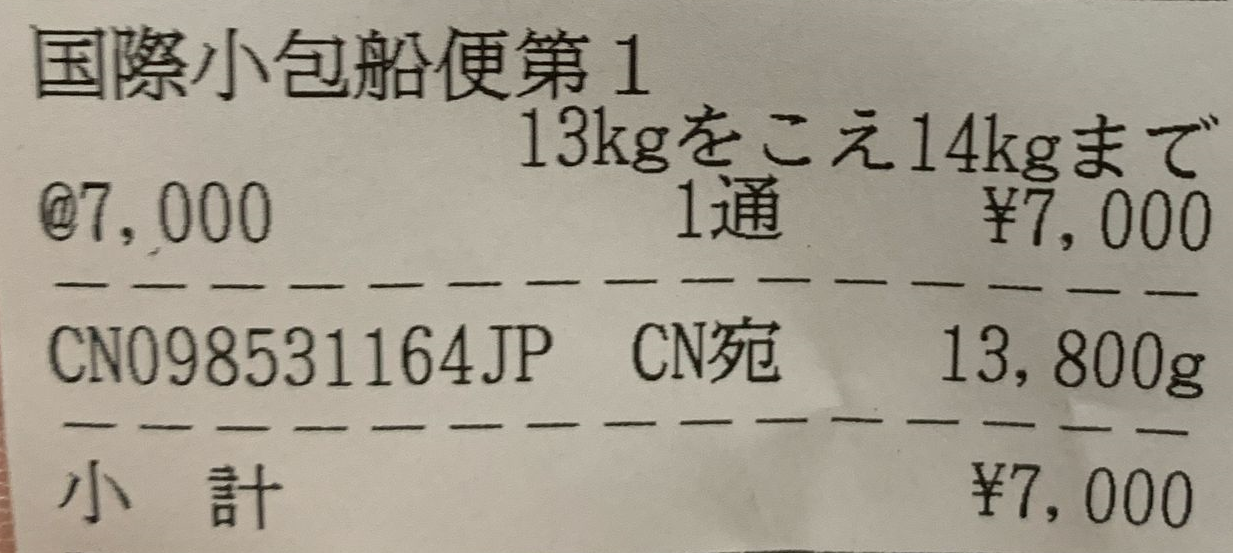 国際小包船便第1
13kgをこえ14kgまで
@7,000 1通 ¥7,000
CN098531164JP CN宛 13,800g
小 計 ¥7,000